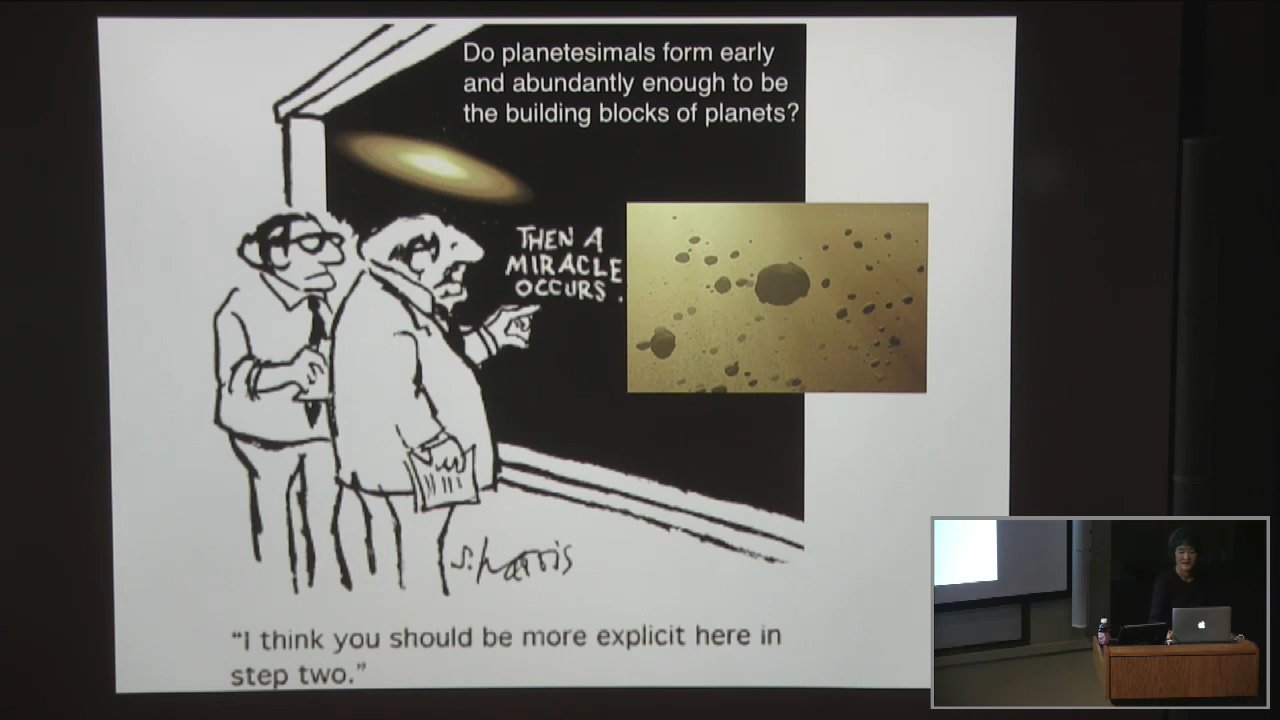 Do planetesimals form early
and abundantly enough to be
the building blocks of planets?
THEN A
MIRACLE
OCCURS.
S. Harris
"I think you should be more explicit here in
step two."